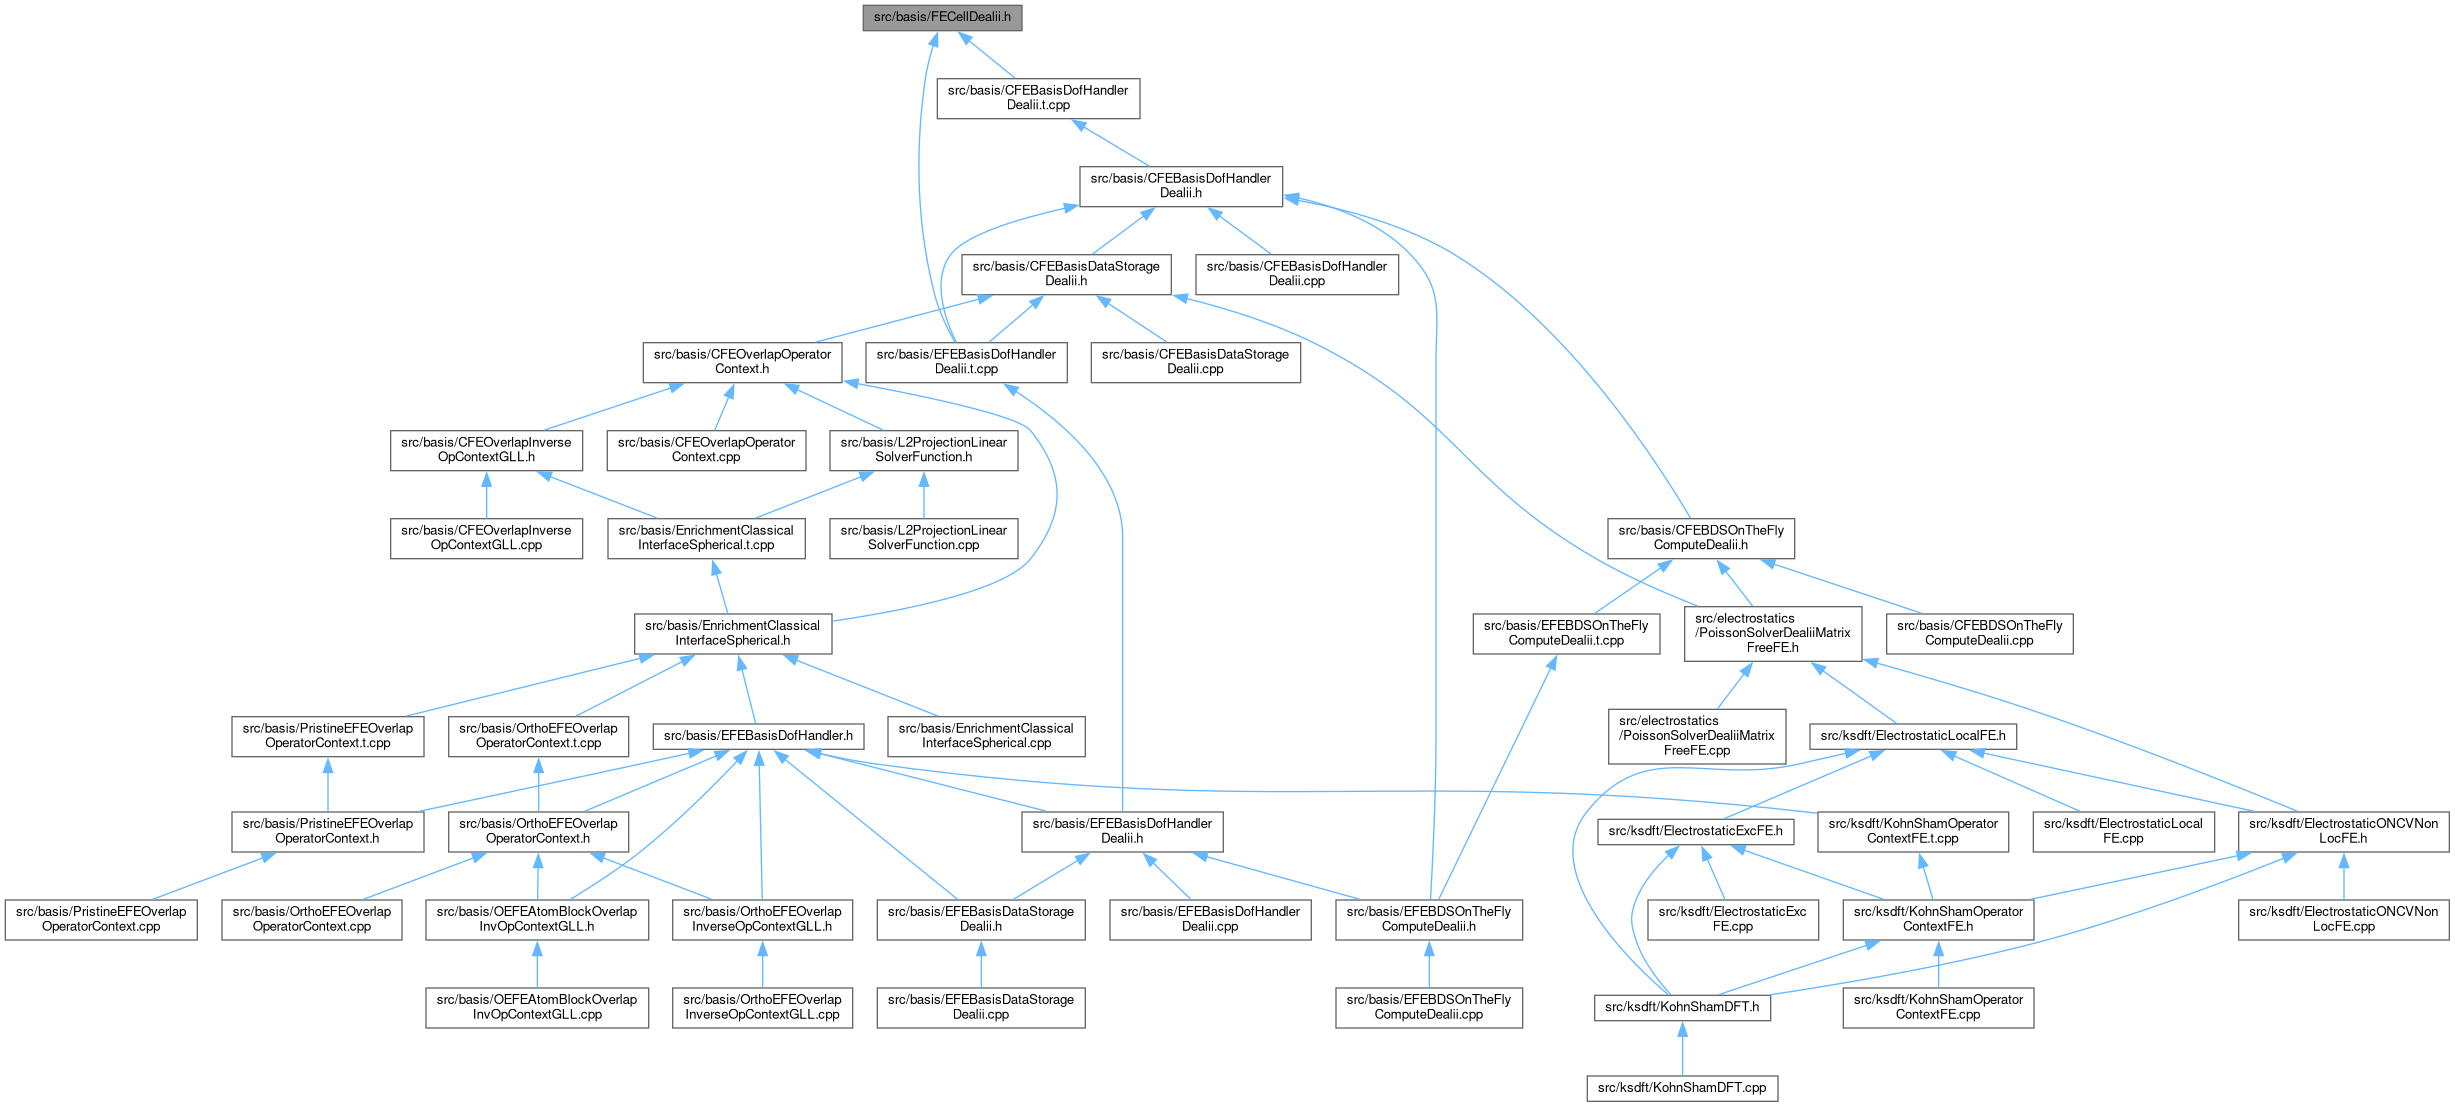 src/basis/FECellDealii.h
src/basis/CFEBasisDofHandler
Dealii.t.cpp
src/basis/CFEBasisDofHandler
Dealii.h
src/basis/CFEBasisDataStorage
Dealii.h
src/basis/CFEBasisDofHandler
Dealii.cpp
src/basis/CFEOverlapOperator
Context.h
src/basis/EFEBasisDofHandler
Dealii.t.cpp
src/basis/CFEBasisDataStorage
Dealii.cpp
src/basis/CFEOverlapInverse
OpContextGLL.h
src/basis/CFEOverlapOperator
Context.cpp
src/basis/L2ProjectionLinear
SolverFunction.h
src/basis/CFEOverlapInverse
OpContextGLL.cpp
src/basis/EnrichmentClassical
InterfaceSpherical.t.cpp
src/basis/L2ProjectionLinear
SolverFunction.cpp
src/basis/CFEBDSOnTheFly
ComputeDealii.h
src/basis/EnrichmentClassical
InterfaceSpherical.h
src/basis/EFEBDSOnTheFly
ComputeDealii.t.cpp
src/electrostatics
/PoissonSolverDealiiMatrix
FreeFE.h
src/basis/CFEBDSOnTheFly
ComputeDealii.cpp
src/basis/PristineEFEOverlap
OperatorContext.t.cpp
src/basis/OrthoEFEOverlap
OperatorContext.t.cpp
src/basis/EFEBasisDofHandler.h
src/basis/EnrichmentClassical
InterfaceSpherical.cpp
src/electrostatics
/PoissonSolverDealiiMatrix
FreeFE.cpp
src/ksdft/ElectrostaticLocalFE.h
src/basis/PristineEFEOverlap
OperatorContext.h
src/basis/OrthoEFEOverlap
OperatorContext.h
src/basis/EFEBasisDofHandler
Dealii.h
src/ksdft/ElectrostaticExcFE.h
src/ksdft/KohnShamOperator
ContextFE.t.cpp
src/ksdft/ElectrostaticLocal
FE.cpp
src/ksdft/ElectrostaticONCVNon
LocFE.h
src/basis/PristineEFEOverlap
OperatorContext.cpp
src/basis/OrthoEFEOverlap
OperatorContext.cpp
src/basis/OEFEAtomBlockOverlap
InvOpContextGLL.h
src/basis/OrthoEFEOverlap
InverseOpContextGLL.h
src/basis/EFEBasisDataStorage
Dealii.h
src/basis/EFEBasisDofHandler
Dealii.cpp
src/basis/EFEBDSOnTheFly
ComputeDealii.h
src/ksdft/ElectrostaticExc
FE.cpp
src/ksdft/KohnShamOperator
ContextFE.h
src/ksdft/ElectrostaticONCVNon
LocFE.cpp
src/basis/OEFEAtomBlockOverlap
InvOpContextGLL.cpp
src/basis/OrthoEFEOverlap
InverseOpContextGLL.cpp
src/basis/EFEBasisDataStorage
Dealii.cpp
src/basis/EFEBDSOnTheFly
ComputeDealii.cpp
src/ksdft/KohnShamDFT.h
src/ksdft/KohnShamOperator
ContextFE.cpp
src/ksdft/KohnShamDFT.cpp